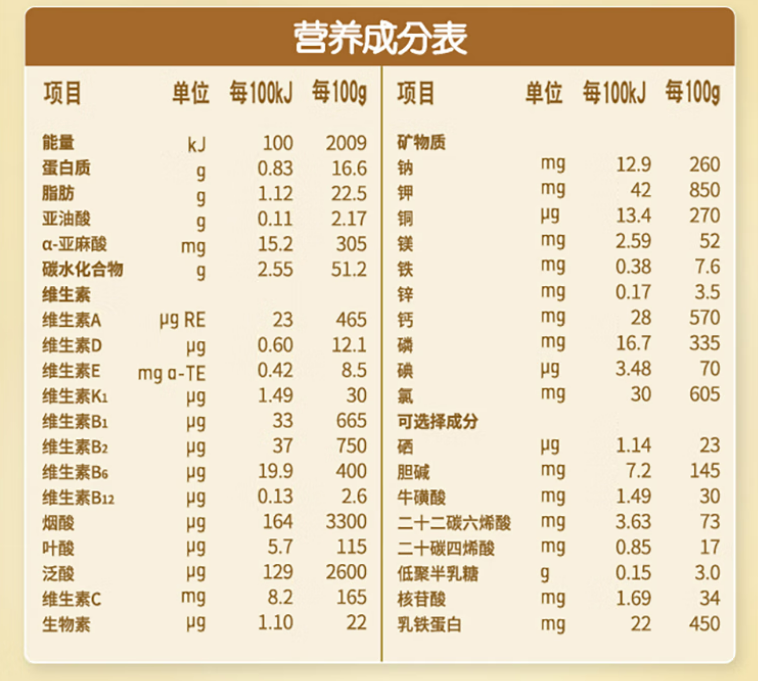 营养成分表
项目 单位 每100kJ 每100g
能量 kJ 100 2009
蛋白质 g 0.83 16.6
脂肪 g 1.12 22.5
亚油酸 g 0.11 2.17
α-亚麻酸 mg 15.2 305
碳水化合物 g 2.55 51.2
维生素
维生素A μg RE 23 465
维生素D μg 0.60 12.1
维生素E mg α-TE 0.42 8.5
维生素K1 μg 1.49 30
维生素B1 μg 33 665
维生素B2 μg 37 750
维生素B6 μg 19.9 400
维生素B12 μg 0.13 2.6
烟酸 μg 164 3300
叶酸 μg 5.7 115
泛酸 μg 129 2600
维生素C mg 8.2 165
生物素 μg 1.10 22
项目 单位 每100kJ 每100g
矿物质
钠 mg 12.9 260
钾 mg 42 850
铜 μg 13.4 270
镁 mg 2.59 52
铁 mg 0.38 7.6
锌 mg 0.17 3.5
钙 mg 28 570
磷 mg 16.7 335
碘 μg 3.48 70
氯 mg 30 605
可选择成分
硒 μg 1.14 23
胆碱 mg 7.2 145
牛磺酸 mg 1.49 30
二十二碳六烯酸 mg 3.63 73
二十碳四烯酸 mg 0.85 17
低聚半乳糖 g 0.15 3.0
核苷酸 mg 1.69 34
乳铁蛋白 mg 22 450